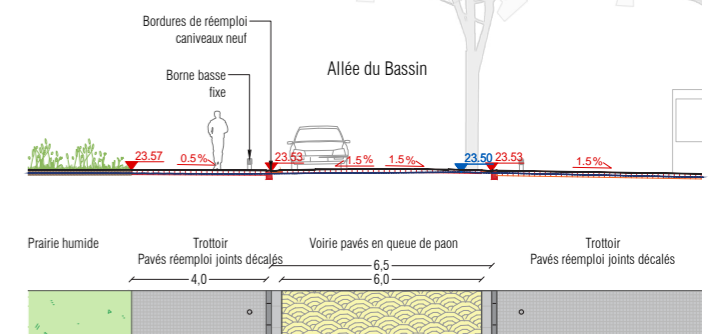 Bordures de réemploi
caniveaux neuf
Borne basse
fixe
Allée du Bassin
23.57
0.5%
23.53
1.5%
1.5%
23.50
23.53
1.5%
Prairie humide
Trottoir
Pavés réemploi joints décalés
Voirie pavés en queue de paon
Trottoir
Pavés réemploi joints décalés
6,5
4,0
6,0